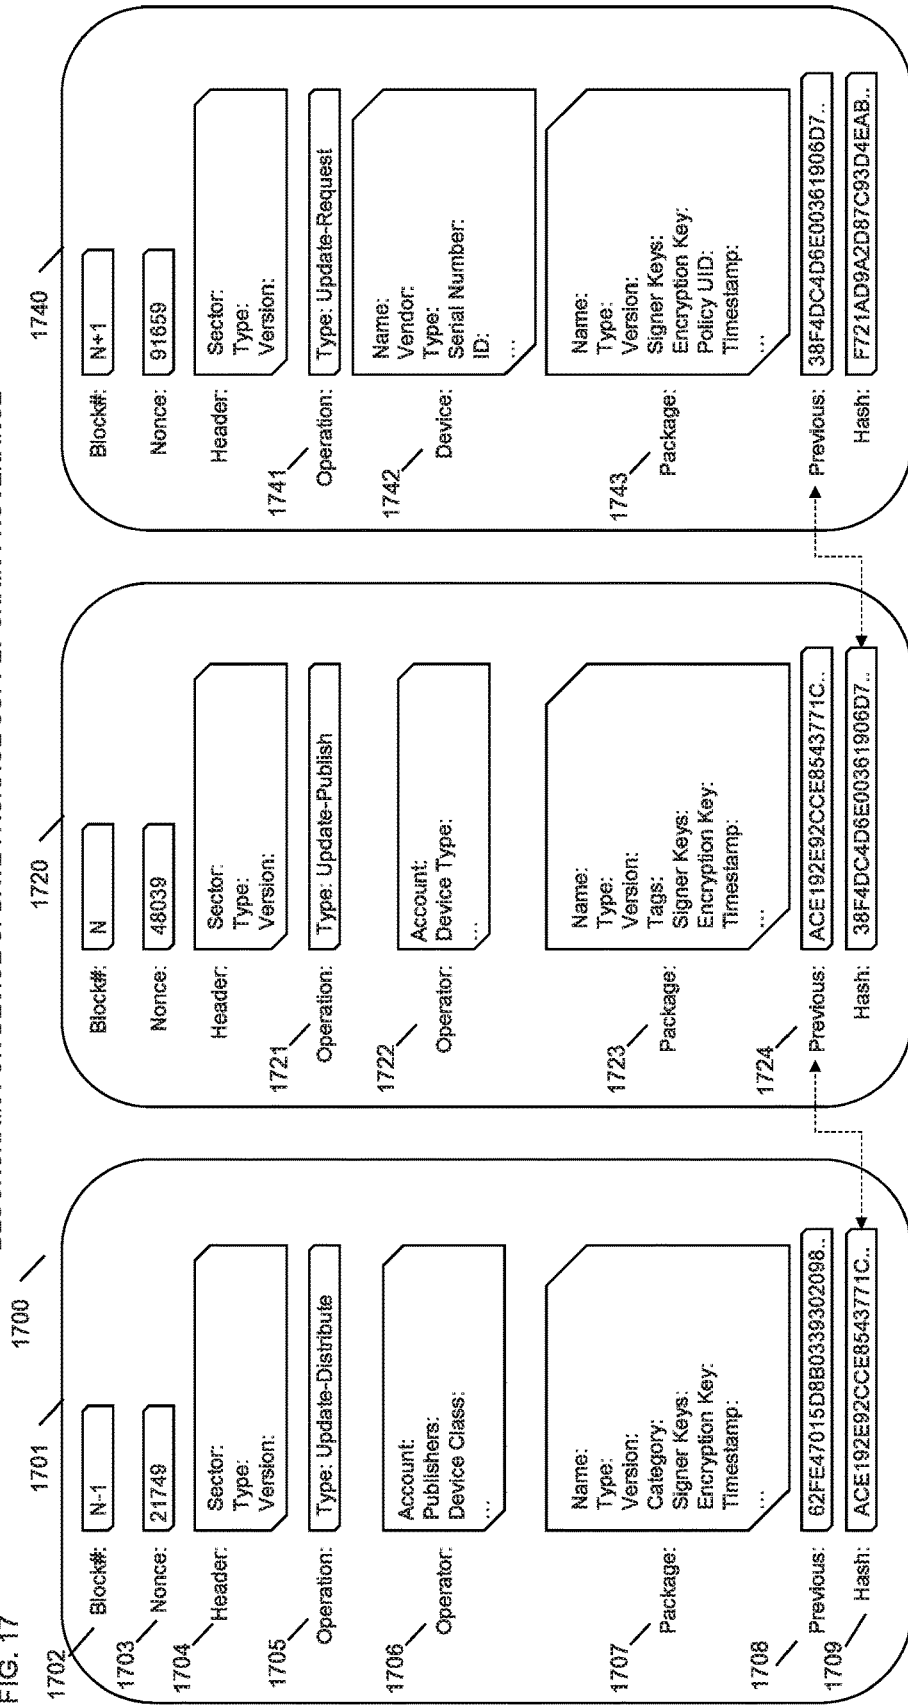 FIG. 17
1700
1701
1702
Block#:
N-1
1703
Nonce:
21749
1704
Header:
Sector:
Type:
Version:
1705
Operation:
Type: Update-Distribute
1706
Operator:
Account:
Publishers:
Device Class:
...
1707
Package:
Name:
Type:
Version:
Category:
Signer Keys:
Encryption Key:
Timestamp:
...
1708
Previous:
62FE47015D8B0339302098..
1709
Hash:
ACE192E92CCE8543771C..
1720
Block#:
N
Nonce:
48039
Header:
Sector:
Type:
Version:
1721
Operation:
Type: Update-Publish
1722
Operator:
Account:
Device Type:
...
1723
Package:
Name:
Type:
Version:
Tags:
Signer Keys:
Encryption Key:
Timestamp:
...
1724
Previous:
ACE192E92CCE8543771C..
Hash:
38F4DC4D6E00361906D7..
1740
Block#:
N+1
Nonce:
91659
Header:
Sector:
Type:
Version:
1741
Operation:
Type: Update-Request
1742
Device:
Name:
Vendor:
Type:
Serial Number:
ID:
...
1743
Package:
Name:
Type:
Version:
Signer Keys:
Encryption Key:
Policy UID:
Timestamp:
...
Previous:
38F4DC4D6E00361906D7..
Hash:
F721AD9A2D87C93D4EAB..